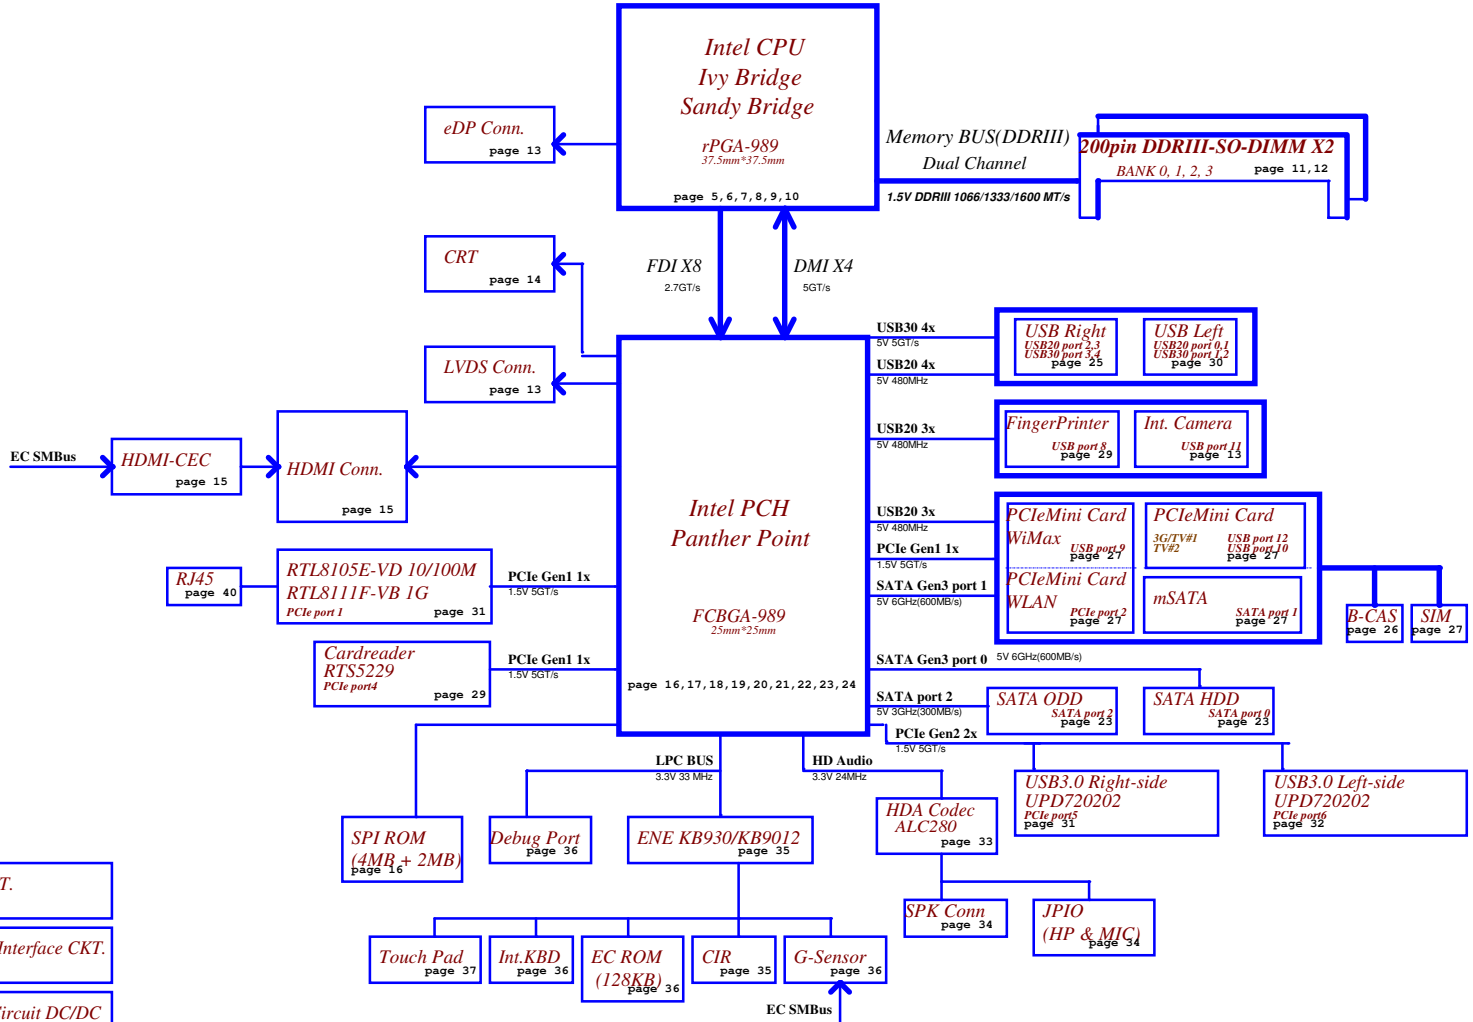 Intel CPU
Ivy Bridge
Sandy Bridge
rPGA-989
37.5mm*37.5mm
page 5,6,7,8,9,10
eDP Conn.
page 13
Memory BUS(DDRIII)
Dual Channel
1.5V DDRIII 1066/1333/1600 MT/s
200pin DDRIII-SO-DIMM X2
BANK 0, 1, 2, 3
page 11,12
CRT
page 14
FDI X8
2.7GT/s
DMI X4
5GT/s
LVDS Conn.
page 13
USB30 4x
5V 5GT/s
USB20 4x
5V 480MHz
USB Right
USB20 port 2,3
USB30 port 3,4
page 25
USB Left
USB20 port 0,1
USB30 port 1,2
page 30
USB20 3x
5V 480MHz
FingerPrinter
USB port 8
page 29
Int. Camera
USB port 11
page 13
EC SMBus
HDMI-CEC
page 15
HDMI Conn.
page 15
Intel PCH
Panther Point
FCBGA-989
25mm*25mm
page 16,17,18,19,20,21,22,23,24
USB20 3x
5V 480MHz
PCIe Gen1 1x
1.5V 5GT/s
SATA Gen3 port 1
5V 6GHz(600MB/s)
PCIeMini Card
WiMax
USB port 9
page 27
PCIeMini Card
3G/TV#1
USB port 12
TV#2
USB port 10
page 27
PCIeMini Card
WLAN
PCIe port 2
page 27
mSATA
SATA port 1
page 27
B-CAS
page 26
SIM
page 27
RJ45
page 40
RTL8105E-VD 10/100M
RTL8111F-VB 1G
PCIe port 1
page 31
PCIe Gen1 1x
1.5V 5GT/s
Cardreader
RTS5229
PCIe port4
page 29
PCIe Gen1 1x
1.5V 5GT/s
SATA Gen3 port 0
5V 6GHz(600MB/s)
SATA port 2
5V 3GHz(300MB/s)
SATA ODD
SATA port 2
page 23
SATA HDD
SATA port 0
page 23
PCIe Gen2 2x
1.5V 5GT/s
USB3.0 Right-side
UPD720202
PCIe port5
page 31
USB3.0 Left-side
UPD720202
PCIe port6
page 32
LPC BUS
3.3V 33 MHz
HD Audio
3.3V 24MHz
SPI ROM
(4MB + 2MB)
page 16
Debug Port
page 36
ENE KB930/KB9012
page 35
HDA Codec
ALC280
page 33
SPK Conn
page 34
JPIO
(HP & MIC)
page 34
Touch Pad
page 37
Int.KBD
page 36
EC ROM
(128KB)
page 36
CIR
page 35
G-Sensor
page 36
EC SMBus
T.
Interface CKT.
Circuit DC/DC